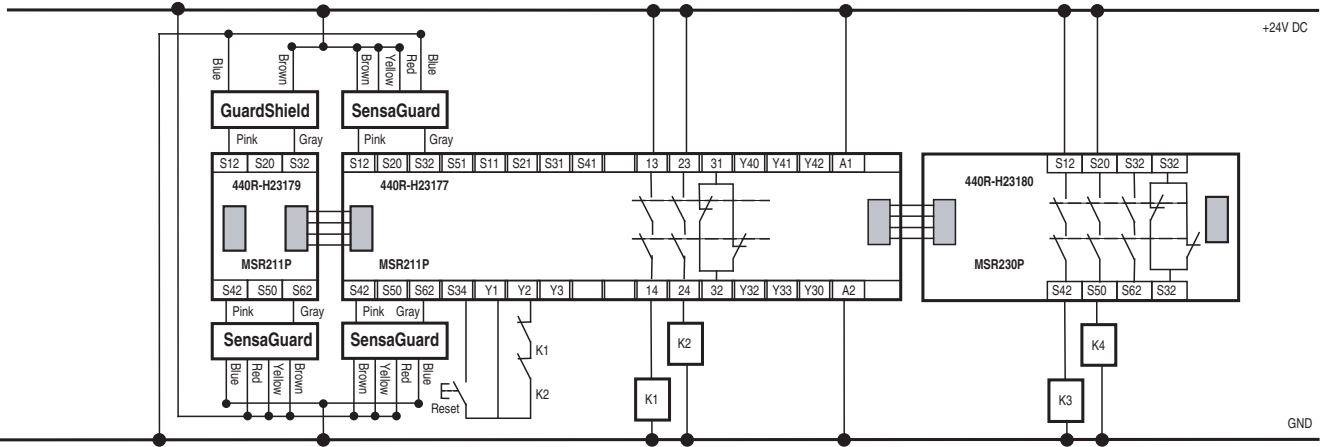 +24V DC
Blue
Brown
Brown
Yellow
Red
Blue
GuardShield
SensaGuard
Pink Gray
Pink Gray
S12 S20 S32
S12 S20 S32 S51 S11 S21 S31 S41 13 23 31 Y40 Y41 Y42 A1
S12 S20 S32 S32
440R-H23179
440R-H23177
440R-H23180
MSR211P
MSR211P
MSR230P
S42 S50 S62
S42 S50 S62 S34 Y1 Y2 Y3 14 24 32 Y32 Y33 Y30 A2
S42 S50 S62 S32
Pink Gray
Pink Gray
SensaGuard
SensaGuard
Blue
Red
Yellow
Brown
Brown
Yellow
Red
Blue
Reset
K1
K2
K1
K2
K3
K4
GND